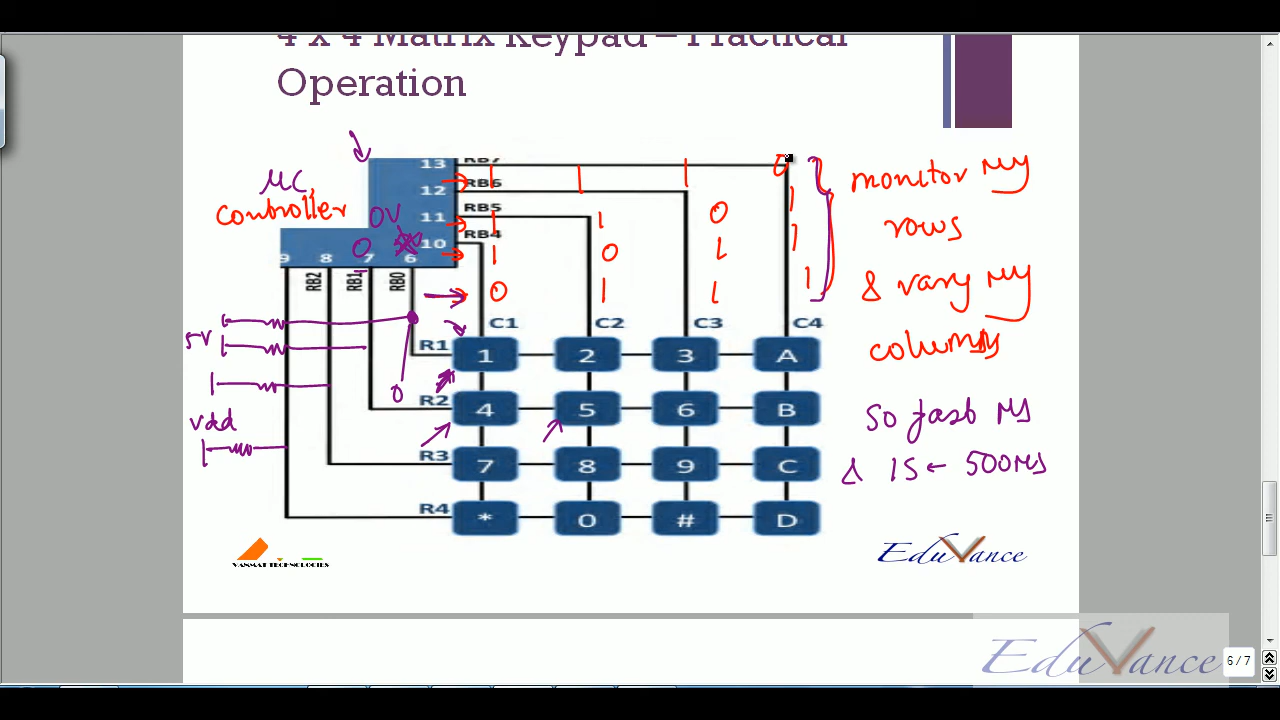 4 x 4 Matrix Keypad – Practical
Operation
μC
Controller
0V
0
13 RB7
12 RB6
11 RB5
10 RB4
9 8 7 6
RB2 RB1 RB0
1 1 1 0
1 1 0 1
1 0 1 1
0 1 1 1
monitor my
rows
& vary my
columns
So fast
1S ← 500ms
5V
Vdd
0
C1 C2 C3 C4
R1 1 2 3 A
R2 4 5 6 B
R3 7 8 9 C
R4 * 0 # D
VANMAT TECHNOLOGIES
EduVance
EduVance
6 / 7